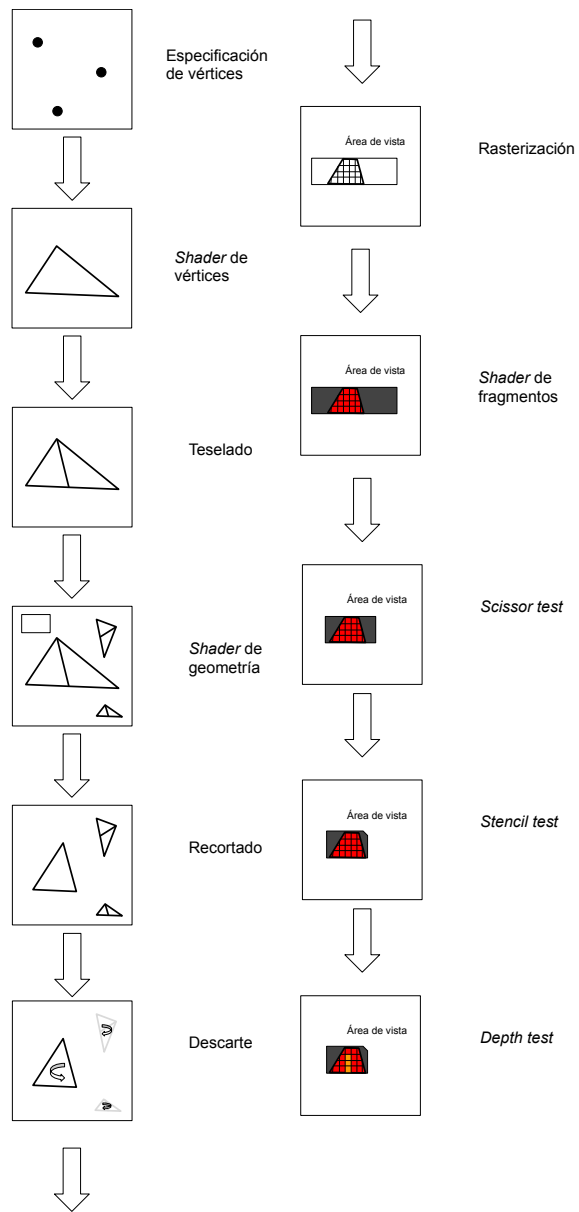 Especificación
de vértices
Shader de
vértices
Teselado
Shader de
geometría
Recortado
Descarte
Área de vista
Rasterización
Área de vista
Shader de
fragmentos
Área de vista
Scissor test
Área de vista
Stencil test
Área de vista
Depth test